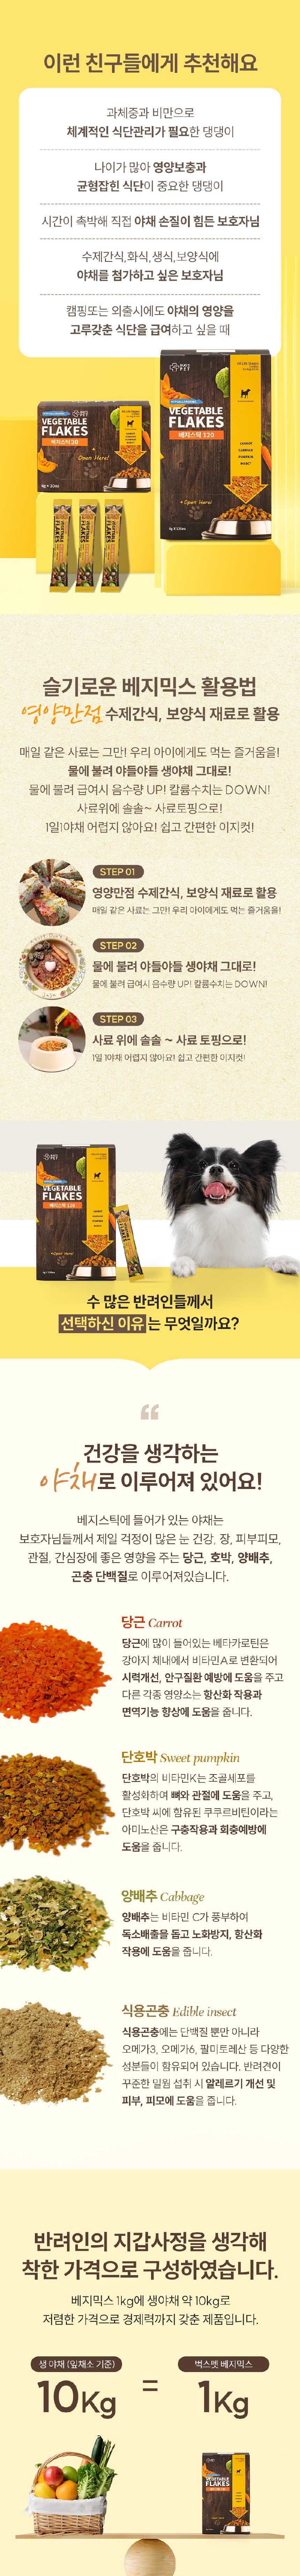 이런 친구들에게 추천해요
과체중과 비만으로
체계적인 식단관리가 필요한 댕댕이
나이가 많아 영양보충과
균형잡힌 식단이 중요한 댕댕이
시간이 촉박해 직접 야채 손질이 힘든 보호자님
수제간식,화식,생식,보양식에
야채를 첨가하고 싶은 보호자님
캠핑또는 외출시에도 야채의 영양을
고루갖춘 식단을 급여하고 싶을 때
VEGETABLE
FLAKES
베지스틱 30
Open Here!
VEGETABLE
FLAKES
베지스틱 120
CARROT
CABBAGE
PUMPKIN
Open Here!
슬기로운 베지믹스 활용법
영양만점 수제간식, 보양식 재료로 활용
매일 같은 사료는 그만! 우리 아이에게도 먹는 즐거움을!
물에 불려 야들야들 생야채 그대로!
물에 불려 급여시 음수량 UP! 칼륨수치는 DOWN!
사료위에 솔솔~ 사료토핑으로!
1일1야채 어렵지 않아요! 쉽고 간편한 이지컷!
STEP 01
영양만점 수제간식, 보양식 재료로 활용
매일 같은 사료는 그만! 우리 아이에게도 먹는 즐거움을!
STEP 02
물에 불려 야들야들 생야채 그대로!
물에 불려 급여시 음수량 UP! 칼륨수치는 DOWN!
STEP 03
사료 위에 솔솔 ~ 사료 토핑으로!
1일 1야채 어렵지 않아요! 쉽고 간편한 이지컷!
VEGETABLE
FLAKES
베지스틱 120
수 많은 반려인들께서
선택하신 이유는 무엇일까요?
건강을 생각하는
야채로 이루어져 있어요!
베지스틱에 들어가 있는 야채는
보호자님들께서 제일 걱정이 많은 눈 건강, 장, 피부피모,
관절, 간심장에 좋은 영향을 주는 당근, 호박, 양배추,
곤충 단백질로 이루어져있습니다.
당근 Carrot
당근에 많이 들어있는 베타카로틴은
강아지 체내에서 비타민A로 변환되어
시력개선, 안구질환 예방에 도움을 주고
다른 각종 영양소는 항산화 작용과
면역기능 향상에 도움을 줍니다.
단호박 Sweet pumpkin
단호박의 비타민K는 조골세포를
활성화하여 뼈와 관절에 도움을 주고,
단호박 씨에 함유된 쿠쿠르비틴이라는
아미노산은 구충작용과 회충예방에
도움을 줍니다.
양배추 Cabbage
양배추는 비타민 C가 풍부하여
독소배출을 돕고 노화방지, 항산화
작용에 도움을 줍니다.
식용곤충 Edible insect
식용곤충에는 단백질 뿐만 아니라
오메가3, 오메가6, 필미토레산 등 다양한
성분들이 함유되어 있습니다. 반려견이
꾸준한 밀웜 섭취 시 알레르기 개선 및
피부, 피모에 도움을 줍니다.
반려인의 지갑사정을 생각해
착한 가격으로 구성하였습니다.
베지믹스 1kg에 생야채 약 10kg로
저렴한 가격으로 경제력까지 갖춘 제품입니다.
생 야채 (잎채소 기준)
10Kg
=
벅스펫 베지믹스
1Kg
VEGETABLE
FLAKES